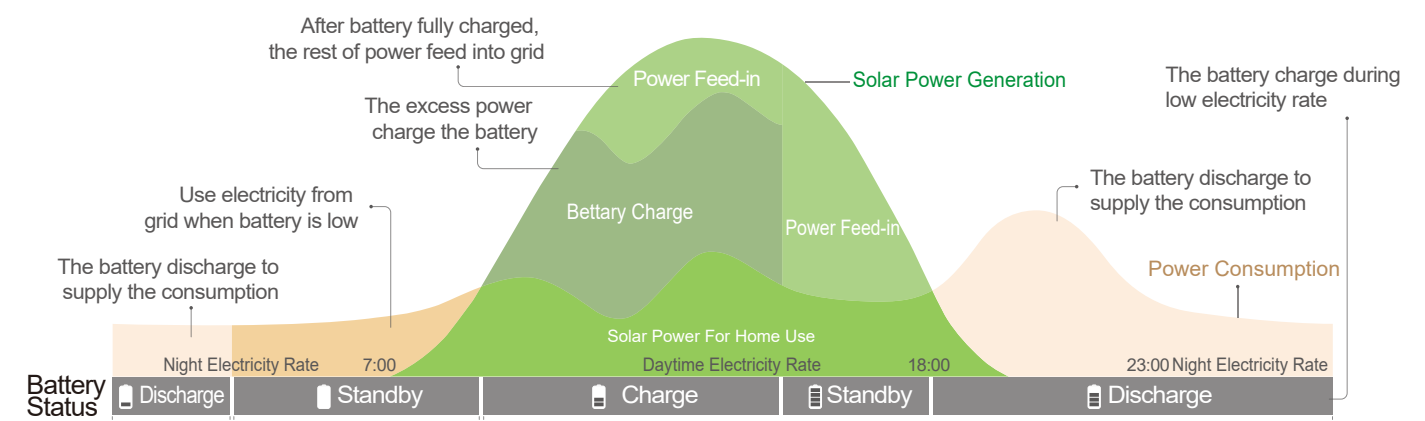 After battery fully charged,
the rest of power feed into grid
Power Feed-in
Solar Power Generation
The battery charge during
low electricity rate
The excess power
charge the battery
The battery discharge to
supply the consumption
Use electricity from
grid when battery is low
Bettary Charge
Power Feed-in
The battery discharge to
supply the consumption
Power Consumption
Solar Power For Home Use
Night Electricity Rate
7:00
Daytime Electricity Rate
18:00
23:00 Night Electricity Rate
Battery
Status
Discharge
Standby
Charge
Standby
Discharge